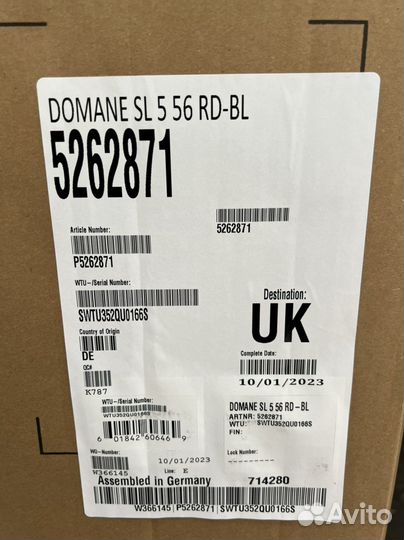 DOMANE SL 5 56 RD-BL
5262871
Article Number:
P5262871
5262871
WTU-/Serial Number:
SWTU352QU0166S
Country of Origin
DE
Destination:
UK
QC#
K787
Complete Date:
10/01/2023
WTU-/Serial Number
WTU352QU0166S
6 01842 60646 9
DOMANE SL 5 56 RD-BL
ARTNR: 5262871
WTU: SWTU352QU0166S
FIN:
WO-Number:
W366145
10/01/2023
Line: E
Lock Number:
Assembled in Germany
714280
W366145 P5262871 SWTU352QU0166S
Avito